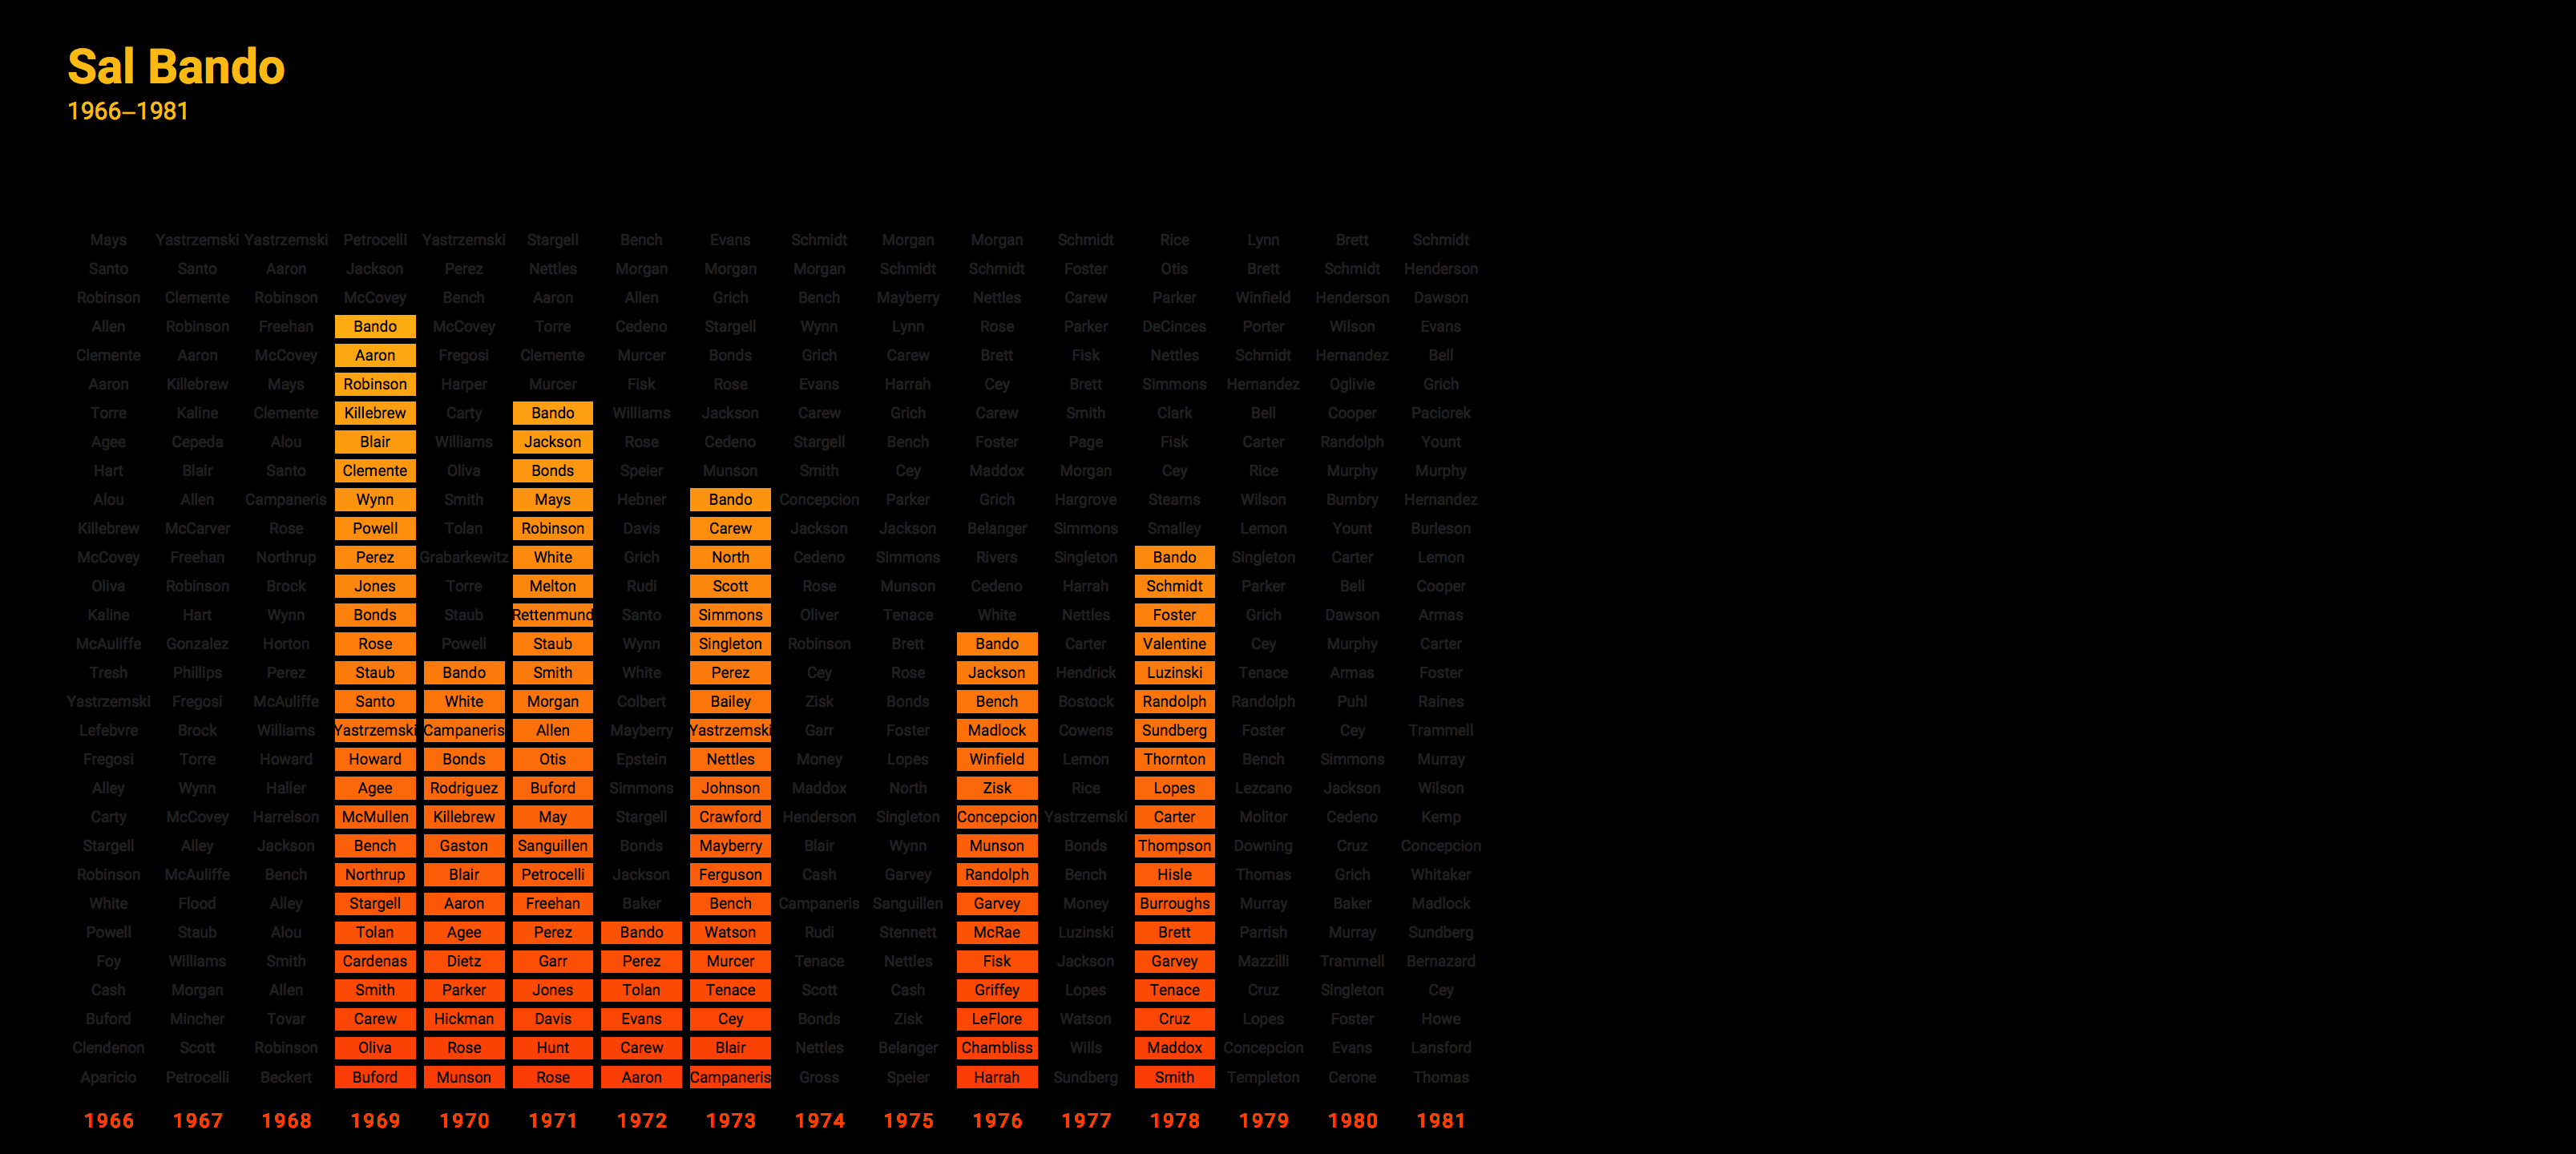 Sal Bando
1966–1981
Mays Yastrzemski Yastrzemski Petrocelli Yastrzemski Stargell Bench Evans Schmidt Morgan Morgan Schmidt Rice Lynn Brett Schmidt
Santo Santo Aaron Jackson Perez Nettles Morgan Morgan Morgan Schmidt Schmidt Foster Otis Brett Schmidt Henderson
Robinson Clemente Robinson McCovey Bench Aaron Allen Grich Bench Mayberry Nettles Carew Parker Winfield Henderson Dawson
Allen Robinson Freehan Bando McCovey Torre Cedeno Stargell Wynn Lynn Rose Parker DeCinces Porter Wilson Evans
Clemente Aaron McCovey Aaron Fregosi Clemente Murcer Bonds Grich Carew Brett Fisk Nettles Schmidt Hernandez Bell
Aaron Killebrew Mays Robinson Harper Murcer Fisk Rose Evans Harrah Cey Brett Simmons Hernandez Oglivie Grich
Torre Kaline Clemente Killebrew Carty Bando Williams Jackson Carew Grich Carew Smith Clark Bell Cooper Paciorek
Agee Cepeda Alou Blair Williams Jackson Rose Cedeno Stargell Bench Foster Page Fisk Carter Randolph Yount
Hart Blair Santo Clemente Oliva Bonds Speier Munson Smith Cey Maddox Morgan Cey Rice Murphy Murphy
Alou Allen Campaneris Wynn Smith Mays Hebner Bando Concepcion Parker Grich Hargrove Stearns Wilson Bumbry Hernandez
Killebrew McCarver Rose Powell Tolan Robinson Davis Carew Jackson Jackson Belanger Simmons Smalley Lemon Yount Burleson
McCovey Freehan Northrup Perez Grabarkewitz White Grich North Cedeno Simmons Rivers Singleton Bando Singleton Carter Lemon
Oliva Robinson Brock Jones Torre Melton Rudi Scott Rose Munson Cedeno Harrah Schmidt Parker Bell Cooper
Kaline Hart Wynn Bonds Staub Rettenmund Santo Simmons Oliver Tenace White Nettles Foster Grich Dawson Armas
McAuliffe Gonzalez Horton Rose Powell Staub Wynn Singleton Robinson Brett Bando Carter Valentine Cey Murphy Carter
Tresh Phillips Perez Staub Bando Smith White Perez Cey Rose Jackson Hendrick Luzinski Tenace Armas Foster
Yastrzemski Fregosi McAuliffe Santo White Morgan Colbert Bailey Zisk Bonds Bench Bostock Randolph Randolph Puhl Raines
Lefebvre Brock Williams Yastrzemski Campaneris Allen Mayberry Yastrzemski Garr Foster Madlock Cowens Sundberg Foster Cey Trammell
Fregosi Torre Howard Howard Bonds Otis Epstein Nettles Money Lopes Winfield Lemon Thornton Bench Simmons Murray
Alley Wynn Haller Agee Rodriguez Buford Simmons Johnson Maddox North Zisk Rice Lopes Lezcano Jackson Wilson
Carty McCovey Harrelson McMullen Killebrew May Stargell Crawford Henderson Singleton Concepcion Yastrzemski Carter Molitor Cedeno Kemp
Stargell Alley Jackson Bench Gaston Sanguillen Bonds Mayberry Blair Wynn Munson Bonds Thompson Downing Cruz Concepcion
Robinson McAuliffe Bench Northrup Blair Petrocelli Jackson Ferguson Cash Garvey Randolph Bench Hisle Thomas Grich Whitaker
White Flood Alley Stargell Aaron Freehan Baker Bench Campaneris Sanguillen Garvey Money Burroughs Murray Baker Madlock
Powell Staub Alou Tolan Agee Perez Bando Watson Rudi Stennett McRae Luzinski Brett Parrish Murray Sundberg
Foy Williams Smith Cardenas Dietz Garr Perez Murcer Tenace Nettles Fisk Jackson Garvey Mazzilli Trammell Bernazard
Cash Morgan Allen Smith Parker Jones Tolan Tenace Scott Cash Griffey Lopes Tenace Cruz Singleton Cey
Buford Mincher Tovar Carew Hickman Davis Evans Cey Bonds Zisk LeFlore Watson Cruz Lopes Foster Howe
Clendenon Scott Robinson Oliva Rose Hunt Carew Blair Nettles Belanger Chambliss Wills Maddox Concepcion Evans Lansford
Aparicio Petrocelli Beckert Buford Munson Rose Aaron Campaneris Gross Speier Harrah Sundberg Smith Templeton Cerone Thomas
1966 1967 1968 1969 1970 1971 1972 1973 1974 1975 1976 1977 1978 1979 1980 1981